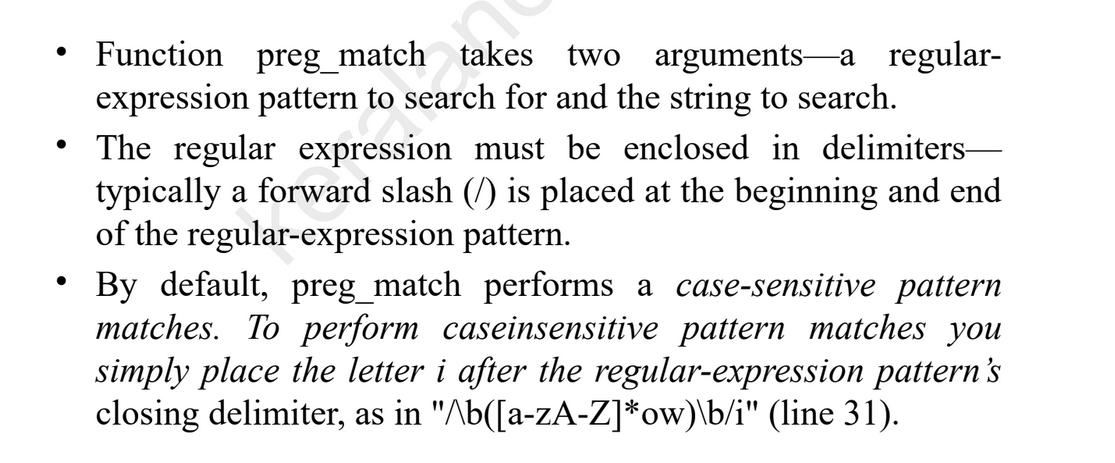 • Function preg_match takes two arguments—a regular-
expression pattern to search for and the string to search.
• The regular expression must be enclosed in delimiters—
typically a forward slash (/) is placed at the beginning and end
of the regular-expression pattern.
• By default, preg_match performs a case-sensitive pattern
matches. To perform caseinsensitive pattern matches you
simply place the letter i after the regular-expression pattern’s
closing delimiter, as in "/\b([a-zA-Z]*ow)\b/i" (line 31).